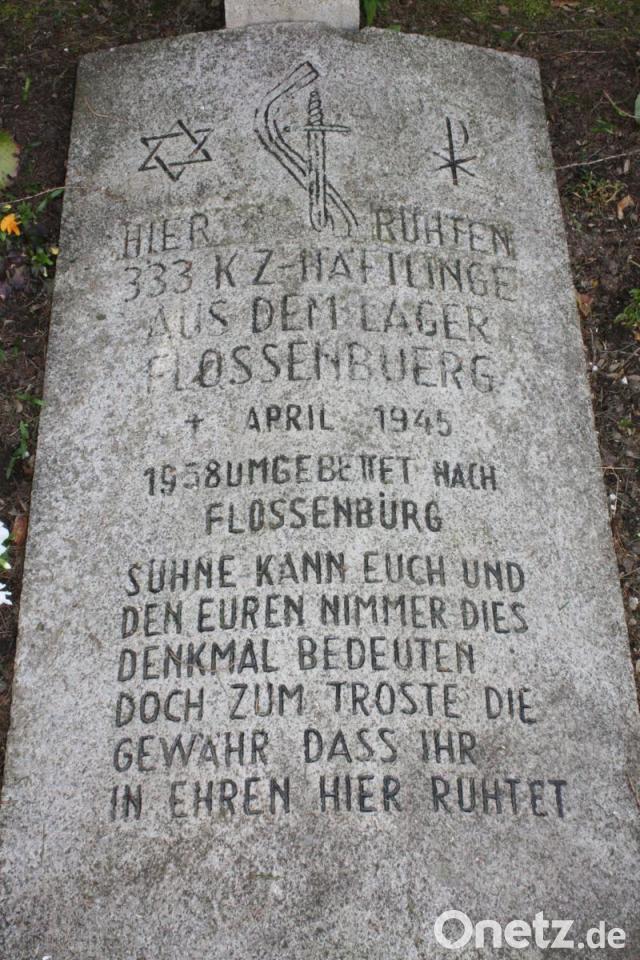 HIER RUHTEN
333 KZ-HÄFTLINGE
AUS DEM LAGER
FLOSSENBUERG
+ APRIL 1945
1958 UMGEBETTET NACH
FLOSSENBÜRG
SÜHNE KANN EUCH UND
DEN EUREN NIMMER DIES
DENKMAL BEDEUTEN
DOCH ZUM TROSTE DIE
GEWÄHR DASS IHR
IN EHREN HIER RUHTET
Onetz.de